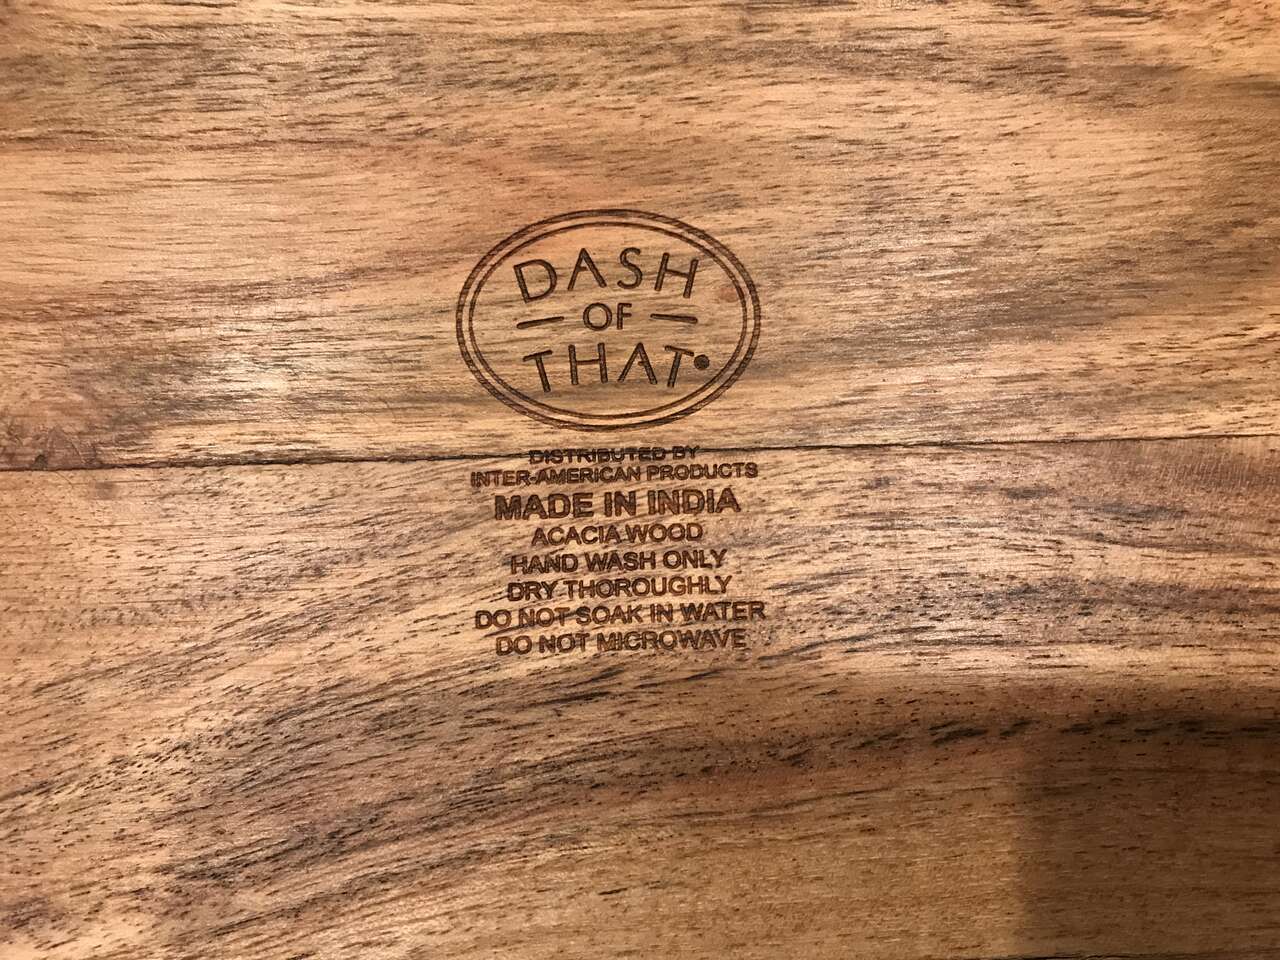 DASH
OF
THAT
DISTRIBUTED BY
INTER-AMERICAN PRODUCTS
MADE IN INDIA
ACACIA WOOD
HAND WASH ONLY
DRY THOROUGHLY
DO NOT SOAK IN WATER
DO NOT MICROWAVE